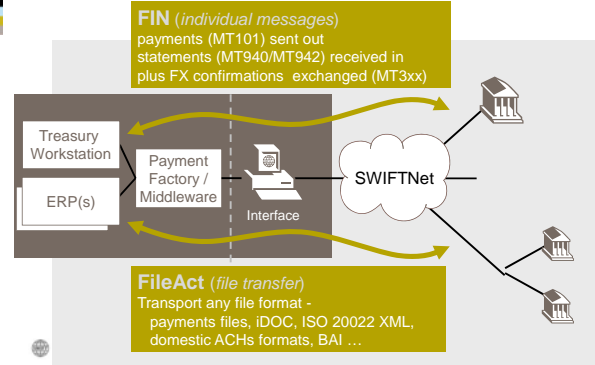 FIN (individual messages)
payments (MT101) sent out
statements (MT940/MT942) received in
plus FX confirmations exchanged (MT3xx)
Treasury
Workstation
ERP(s)
Payment
Factory /
Middleware
Interface
SWIFTNet
FileAct (file transfer)
Transport any file format -
payments files, iDOC, ISO 20022 XML,
domestic ACHs formats, BAI ...